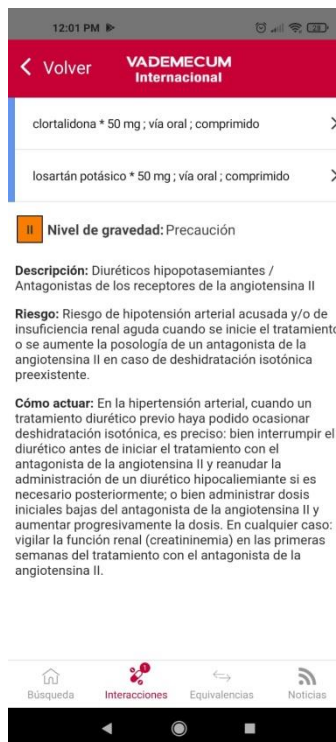 12:01 PM
Volver
VADEMECUM
Internacional
clortalidona * 50 mg ; vía oral ; comprimido
losartán potásico * 50 mg ; vía oral ; comprimido
II Nivel de gravedad: Precaución
Descripción: Diuréticos hipopotasemiantes /
Antagonistas de los receptores de la angiotensina II
Riesgo: Riesgo de hipotensión arterial acusada y/o de
insuficiencia renal aguda cuando se inicie el tratamiento
o se aumente la posología de un antagonista de la
angiotensina II en caso de deshidratación isotónica
preexistente.
Cómo actuar: En la hipertensión arterial, cuando un
tratamiento diurético previo haya podido ocasionar
deshidratación isotónica, es preciso: bien interrumpir el
diurético antes de iniciar el tratamiento con el
antagonista de la angiotensina II y reanudar la
administración de un diurético hipocaliemiante si es
necesario posteriormente; o bien administrar dosis
iniciales bajas del antagonista de la angiotensina II y
aumentar progresivamente la dosis. En cualquier caso:
vigilar la función renal (creatininemia) en las primeras
semanas del tratamiento con el antagonista de la
angiotensina II.
Búsqueda Interacciones Equivalencias Noticias